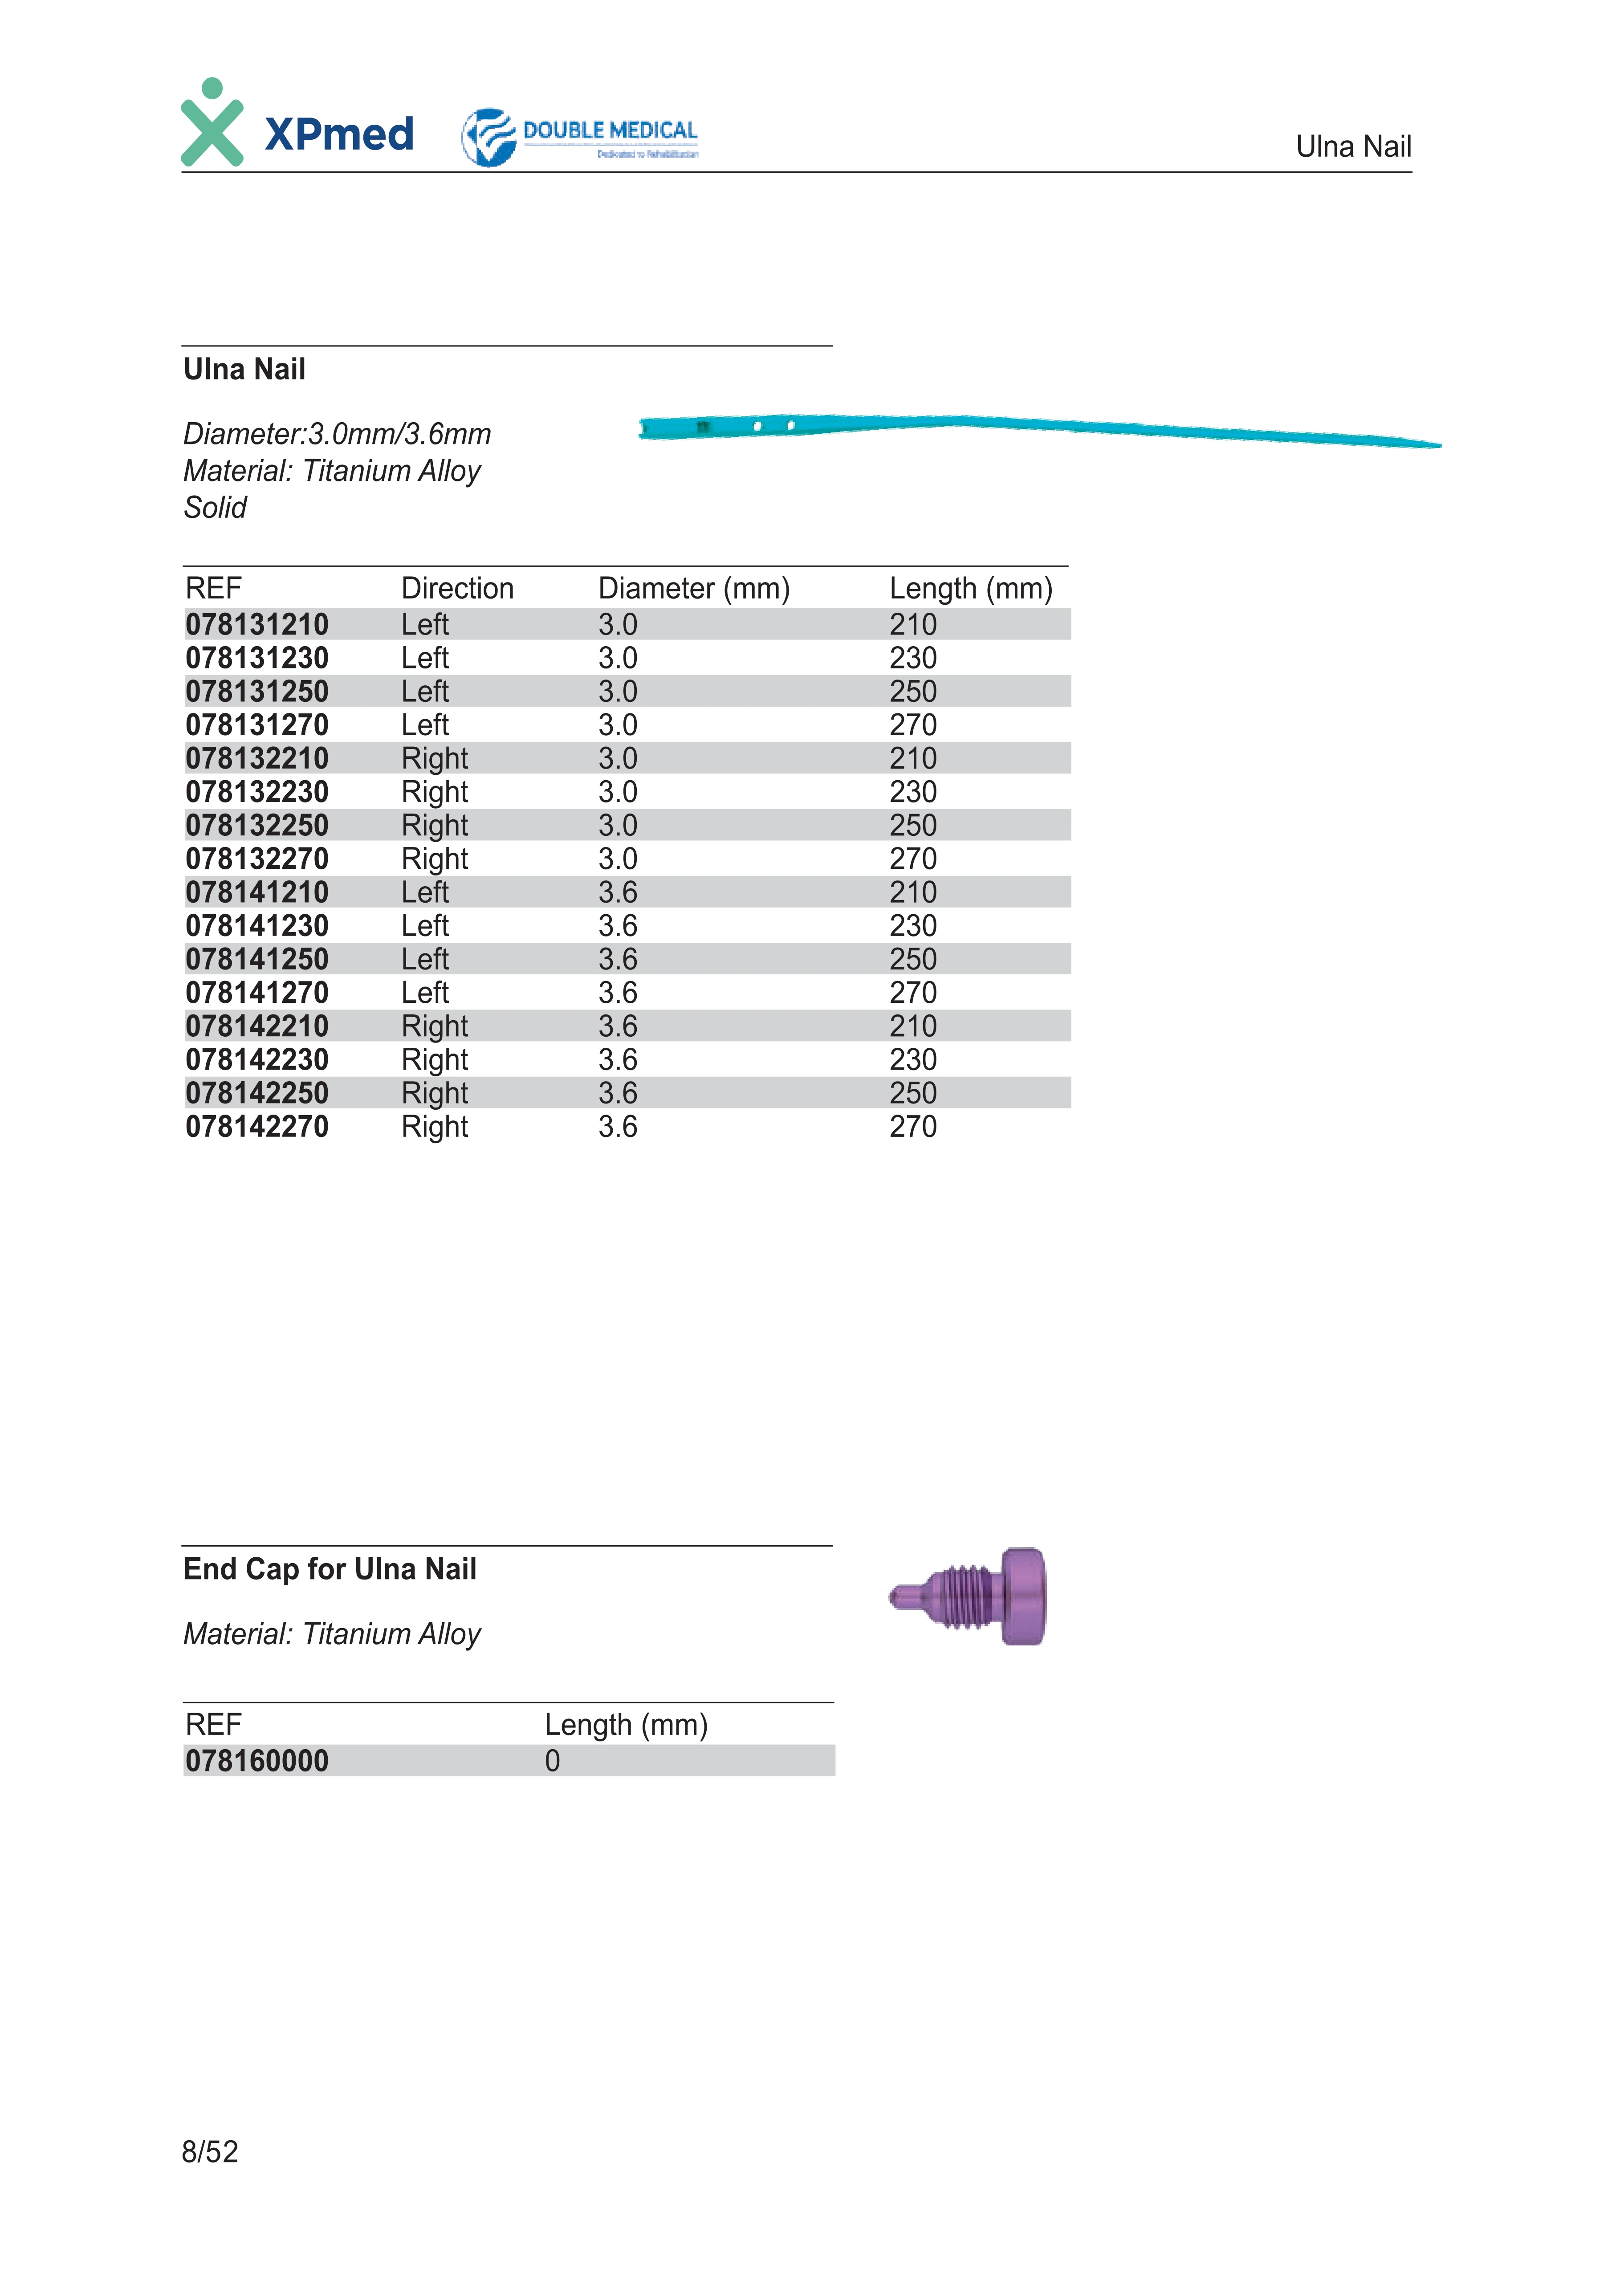 XPmed
DOUBLE MEDICAL
Dedicated to Rehabilitation
Ulna Nail
Ulna Nail
Diameter:3.0mm/3.6mm
Material: Titanium Alloy
Solid
REF Direction Diameter (mm) Length (mm)
078131210 Left 3.0 210
078131230 Left 3.0 230
078131250 Left 3.0 250
078131270 Left 3.0 270
078132210 Right 3.0 210
078132230 Right 3.0 230
078132250 Right 3.0 250
078132270 Right 3.0 270
078141210 Left 3.6 210
078141230 Left 3.6 230
078141250 Left 3.6 250
078141270 Left 3.6 270
078142210 Right 3.6 210
078142230 Right 3.6 230
078142250 Right 3.6 250
078142270 Right 3.6 270
End Cap for Ulna Nail
Material: Titanium Alloy
REF Length (mm)
078160000 0
8/52